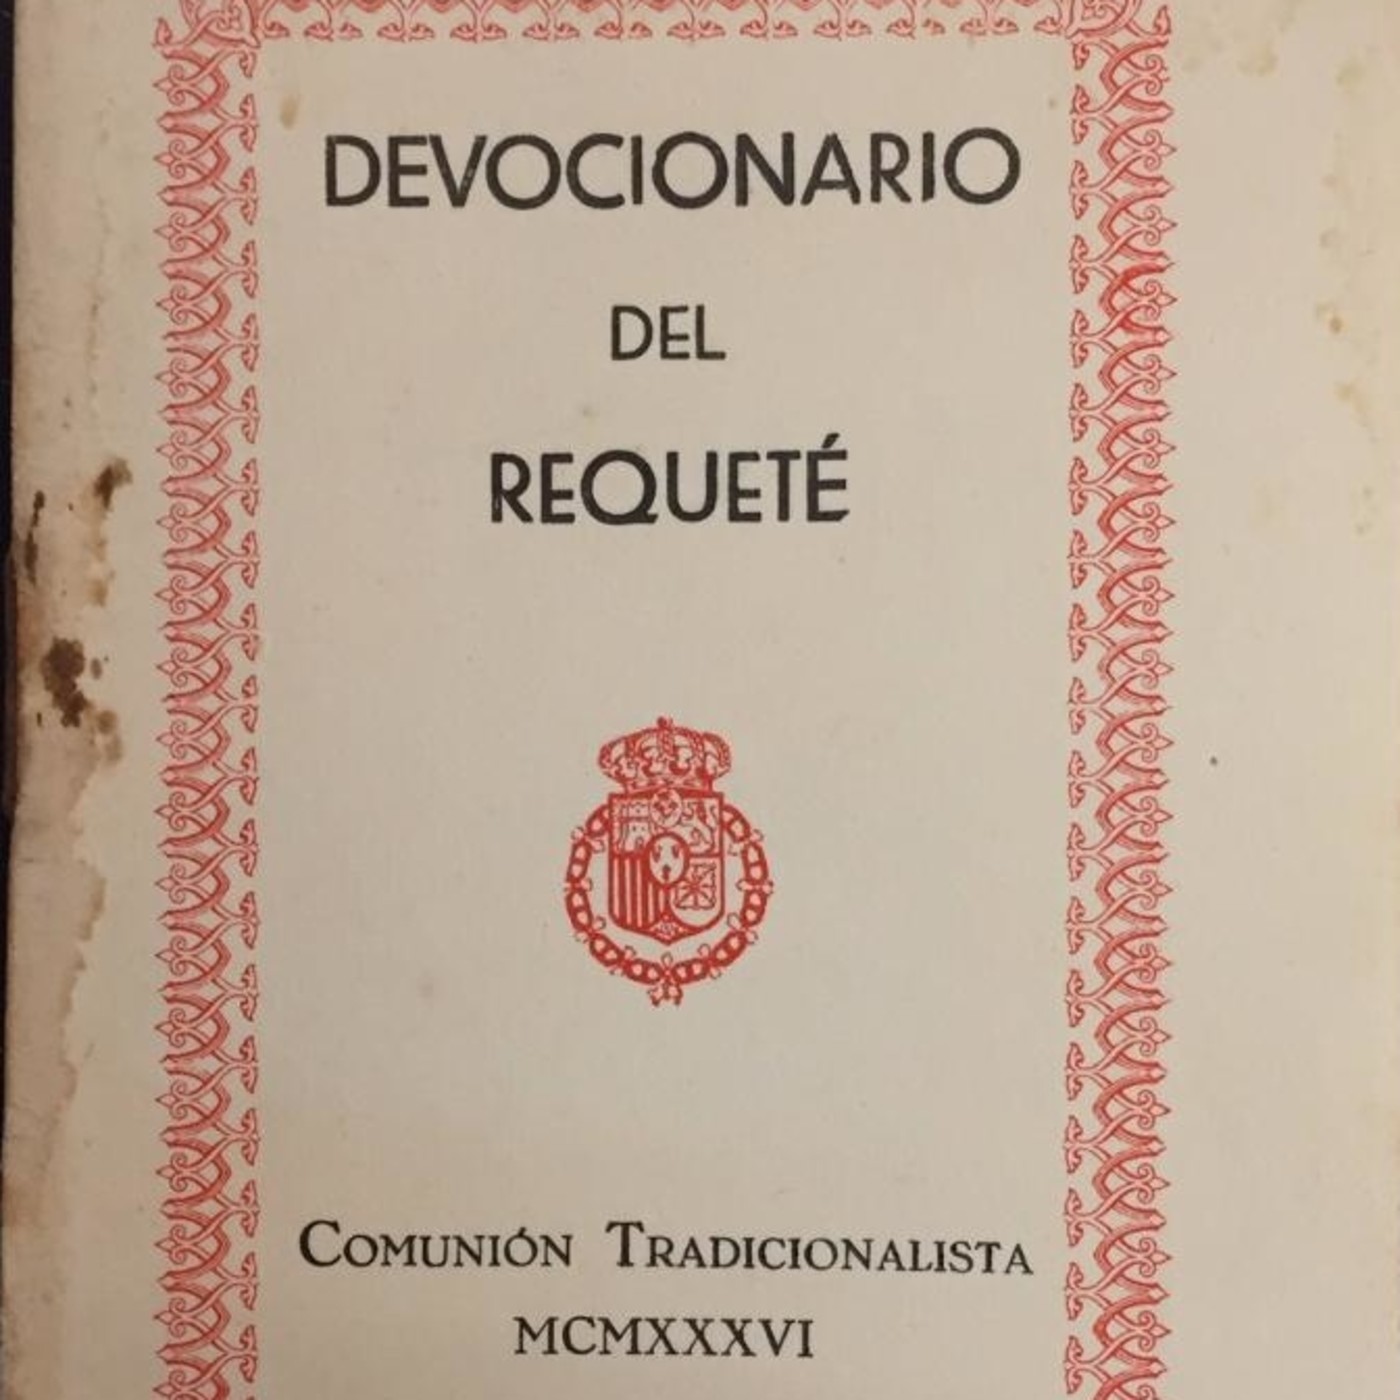 DEVOCIONARIO
DEL
REQUETÉ
COMUNIÓN TRADICIONALISTA
MCMXXXVI